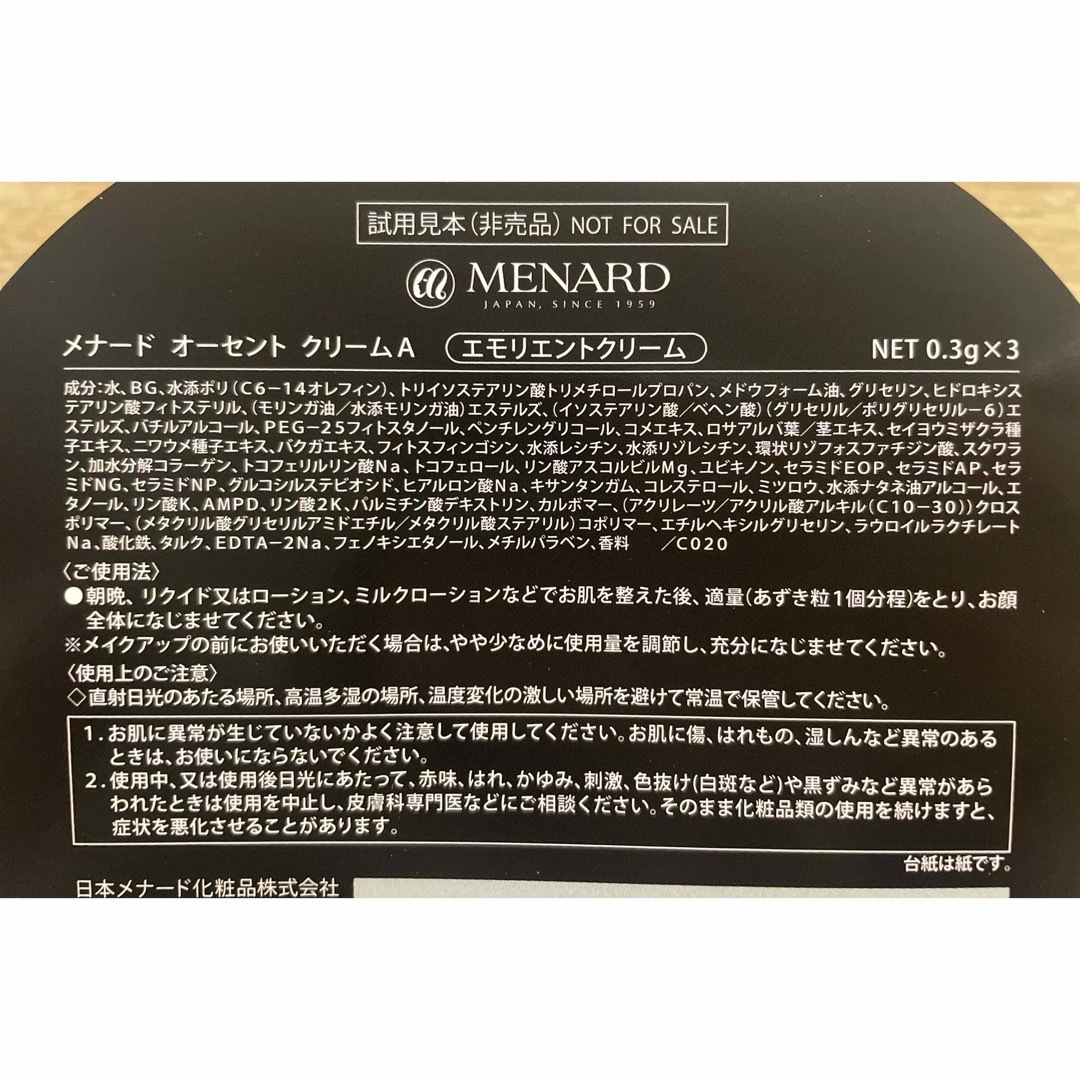 試用見本(非売品) NOT FOR SALE
MENARD
JAPAN, SINCE 1959
メナード オーセント クリームA エモリエントクリーム NET 0.3g×3
成分:水、BG、水添ポリ(C6-14オレフィン)、トリイソステアリン酸トリメチロールプロパン、メドウフォーム油、グリセリン、ヒドロキシス
テアリン酸フィトステリル、(モリンガ油/水添モリンガ油)エステルズ、(イソステアリン酸/ベヘン酸)(グリセリル/ポリグリセリル-6)エ
ステルズ、バチルアルコール、PEG-25フィトスタノール、ペンチレングリコール、コメエキス、ロサアルバ葉/茎エキス、セイヨウミザクラ種
子エキス、ニワウメ種子エキス、バクガエキス、フィトスフィンゴシン、水添レシチン、水添リゾレシチン、環状リゾフォスファチジン酸、スクワラ
ン、加水分解コラーゲン、トコフェリルリン酸Na、トコフェロール、リン酸アスコルビルMg、ユビキノン、セラミドEOP、セラミドAP、セラ
ミドNG、セラミドNP、グルコシルステビオシド、ヒアルロン酸Na、キサンタンガム、コレステロール、ミツロウ、水添ナタネ油アルコール、エ
タノール、リン酸K、AMPD、リン酸2K、パルミチン酸デキストリン、カルボマー、(アクリレーツ/アクリル酸アルキル(C10-30))クロス
ポリマー、(メタクリル酸グリセリルアミドエチル/メタクリル酸ステアリル)コポリマー、エチルヘキシルグリセリン、ラウロイルラクチレート
Na、酸化鉄、タルク、EDTA-2Na、フェノキシエタノール、メチルパラベン、香料 /C020
〈ご使用法〉
●朝晩、リクイド又はローション、ミルクローションなどでお肌を整えた後、適量(あずき粒1個分程)をとり、お顔
全体になじませてください。
※メイクアップの前にお使いいただく場合は、やや少なめに使用量を調節し、充分になじませてください。
〈使用上のご注意〉
◇直射日光のあたる場所、高温多湿の場所、温度変化の激しい場所を避けて常温で保管してください。
1.お肌に異常が生じていないかよく注意して使用してください。お肌に傷、はれもの、湿しんなど異常のある
ときは、お使いにならないでください。
2.使用中、又は使用後日光にあたって、赤味、はれ、かゆみ、刺激、色抜け(白斑など)や黒ずみなど異常があら
われたときは使用を中止し、皮膚科専門医などにご相談ください。そのまま化粧品類の使用を続けますと、
症状を悪化させることがあります。
台紙は紙です。
日本メナード化粧品株式会社